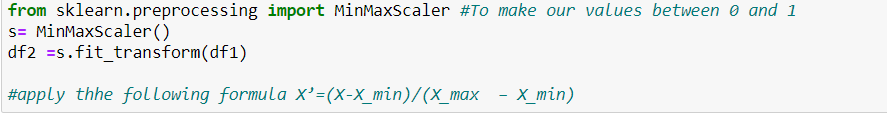 from sklearn.preprocessing import MinMaxScaler #To make our values between 0 and 1
s= MinMaxScaler()
df2 =s.fit_transform(df1)
#apply thhe following formula X’=(X-X_min)/(X_max  – X_min)